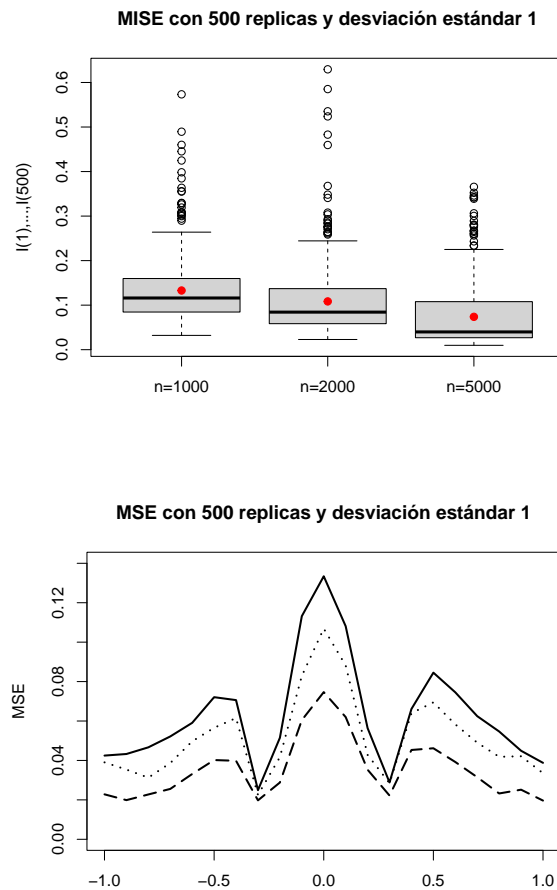 MISE con 500 replicas y desviación estándar 1
I(1),...,I(500)
0.6
0.5
0.4
0.3
0.2
0.1
0.0
n=1000 n=2000 n=5000
MSE con 500 replicas y desviación estándar 1
MSE
0.12
0.08
0.04
0.00
−1.0 −0.5 0.0 0.5 1.0